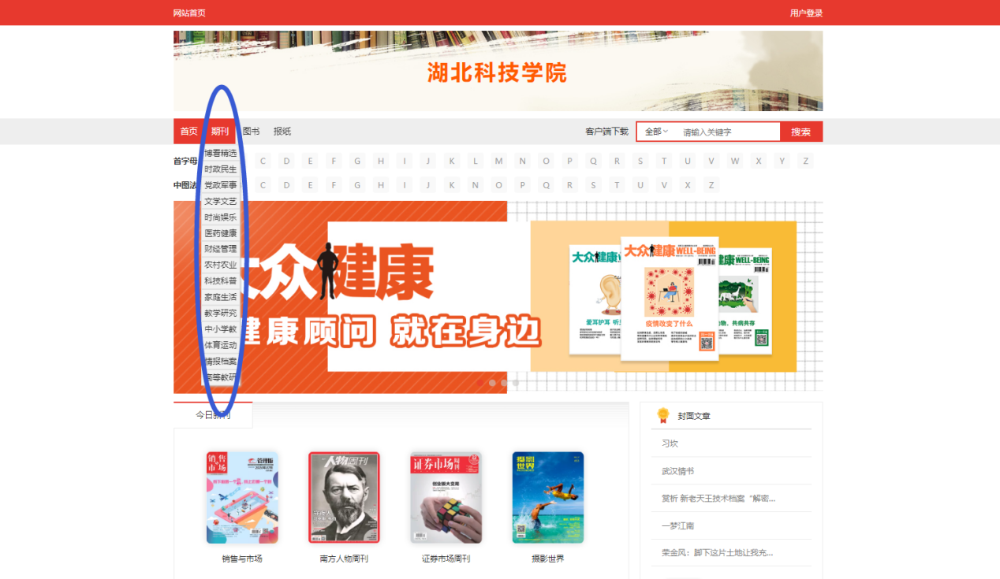 网站首页 用户登录
湖北科技学院
首页 期刊 图书 报纸 客户端下载 全部 请输入关键字 搜索
首字母 C D E F G H I J K L M N O P Q R S T U V W X Y Z
中图法 C D E F G H I J K N O P Q R S T U V X Z
博看精选
时政民生
党政军事
文学文艺
时尚娱乐
医药健康
财经管理
农村农业
科技科普
家庭生活
教学研究
中小学教
体育运动
情报档案
高等教研
大众健康
健康顾问 就在身边
大众健康 大众健康 WELL-BEING 健康 WELL-BEING
爱耳护耳 听
疫情改变了什么
物，共病共存
今日新刊
封面文章
习坎
武汉情书
赏析 新老天王技术档案“解密...
一梦江南
荣金风：脚下这片土地让我充...
销售与市场 管理版
人物周刊
证券市场周刊
创业板大变局
摄影世界
销售与市场 南方人物周刊 证券市场周刊 摄影世界